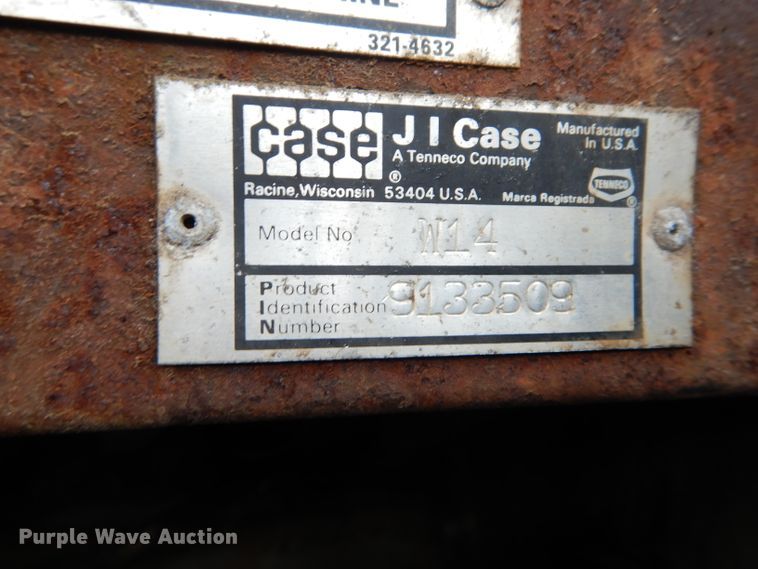 321-4632
case
J I Case
A Tenneco Company
Manufactured
In U.S.A.
®
Racine, Wisconsin 53404 U.S.A.
Marca Registrada
TENNECO
®
Model No W14
Product
Identification 9133509
Number
Purple Wave Auction®